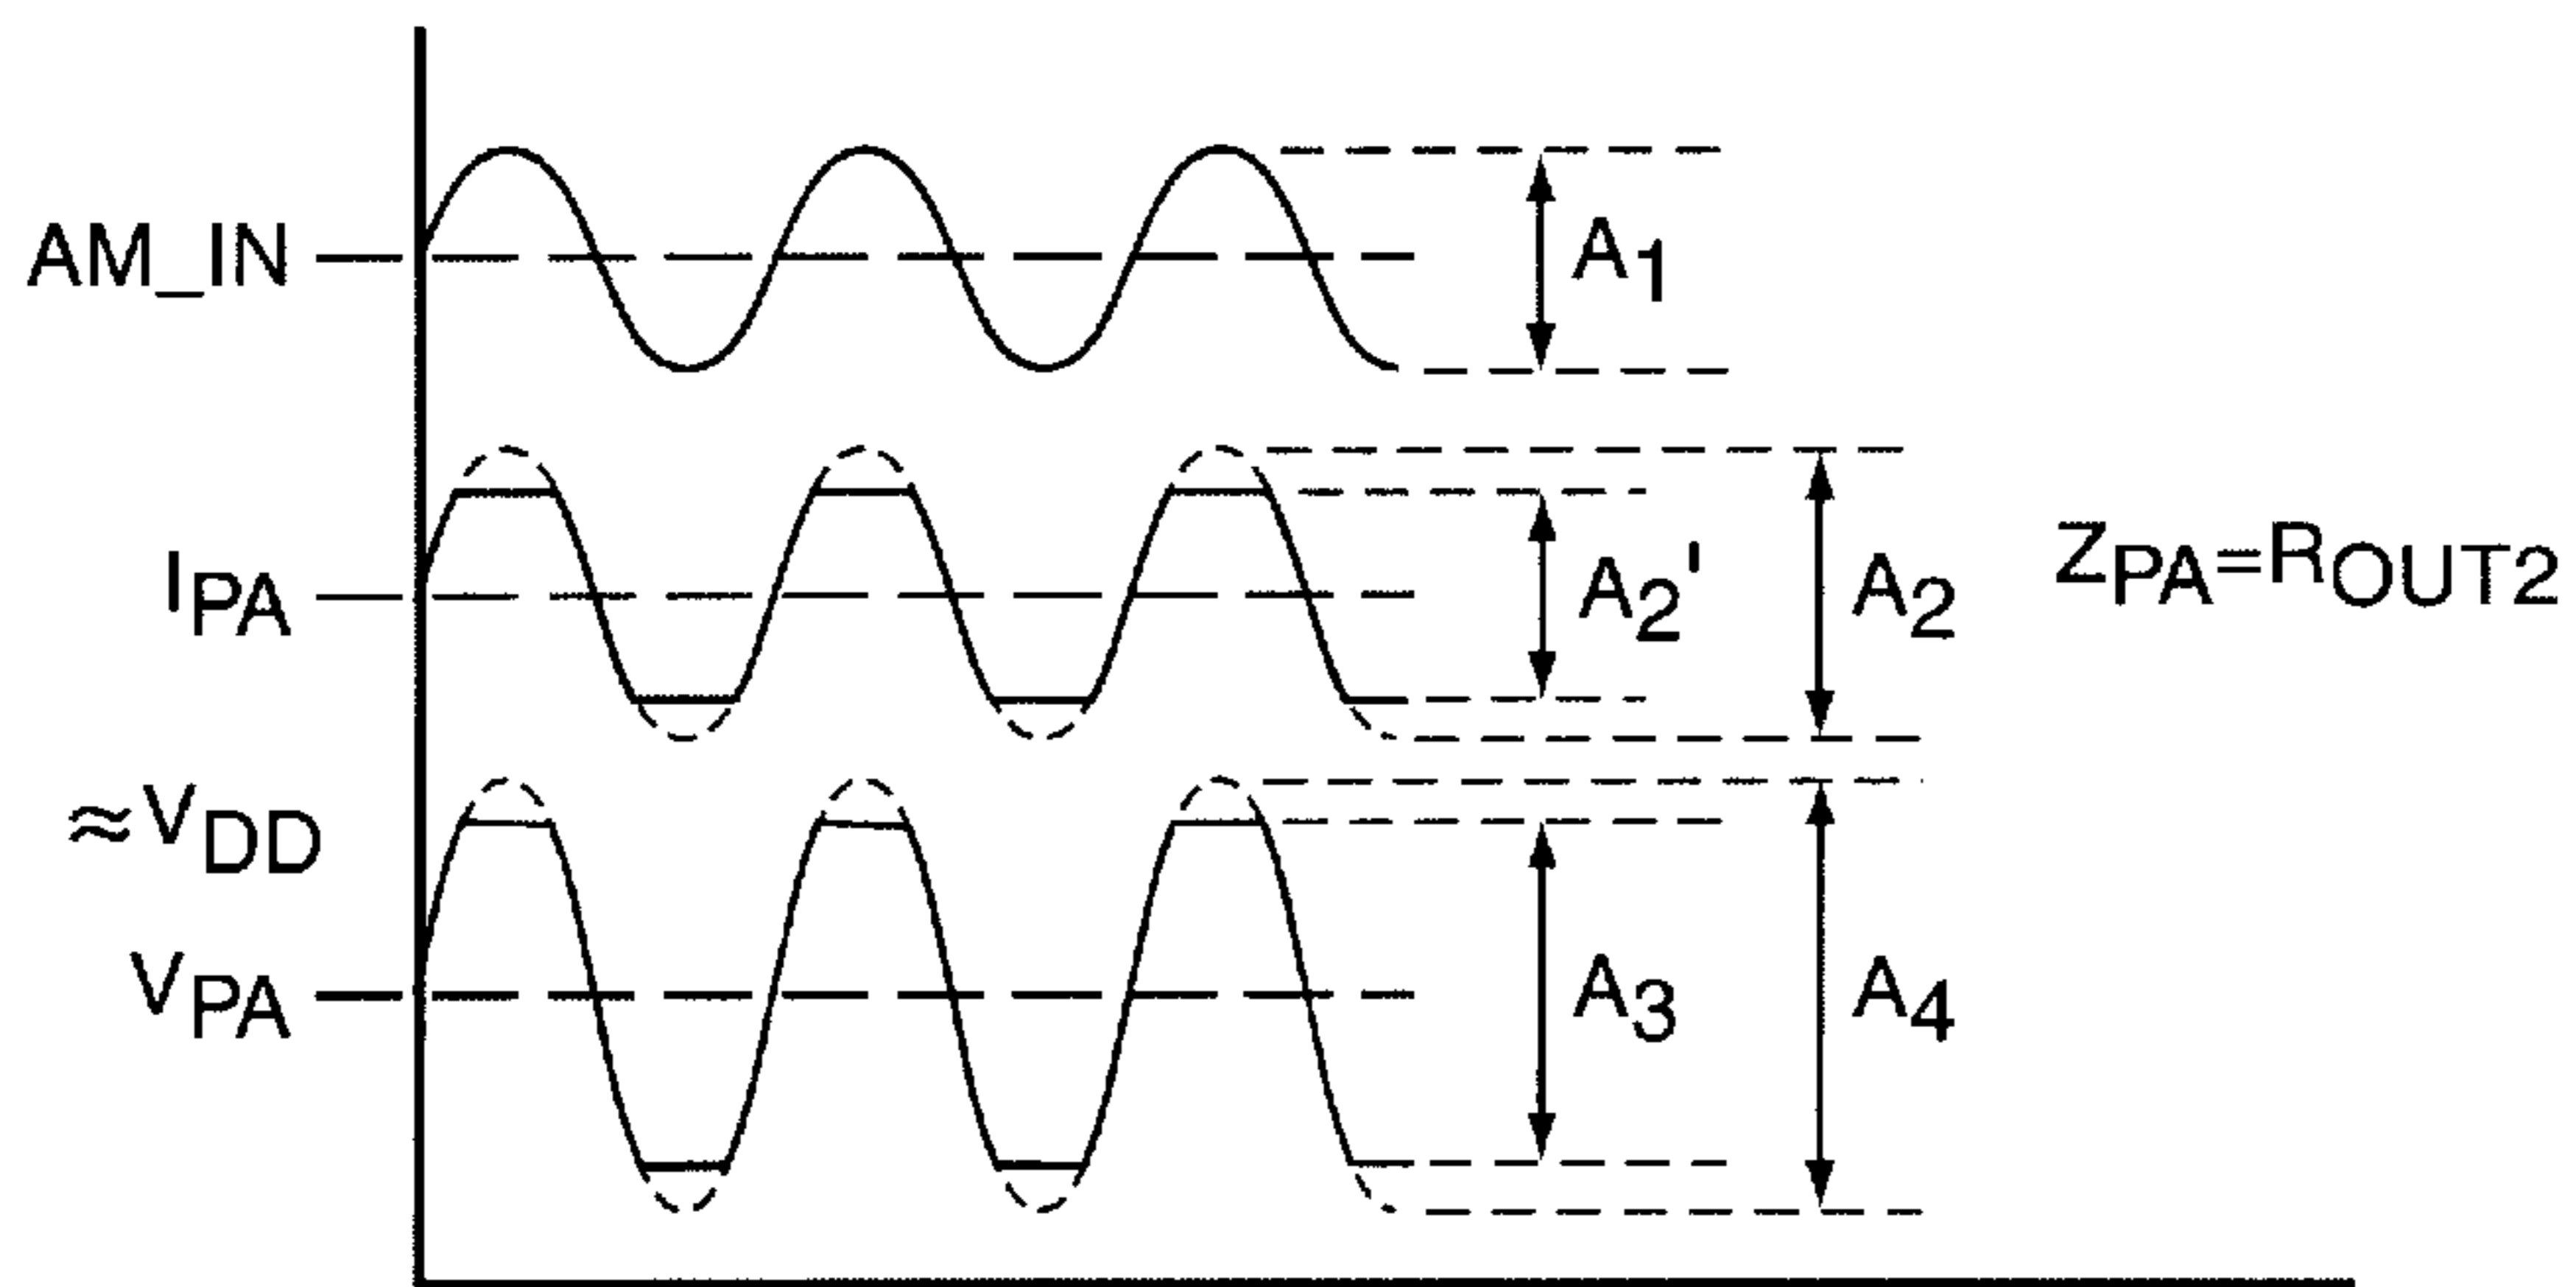 AM_IN
A1
IPA
A2'
A2
ZPA=ROUT2
≈VDD
VPA
A3
A4